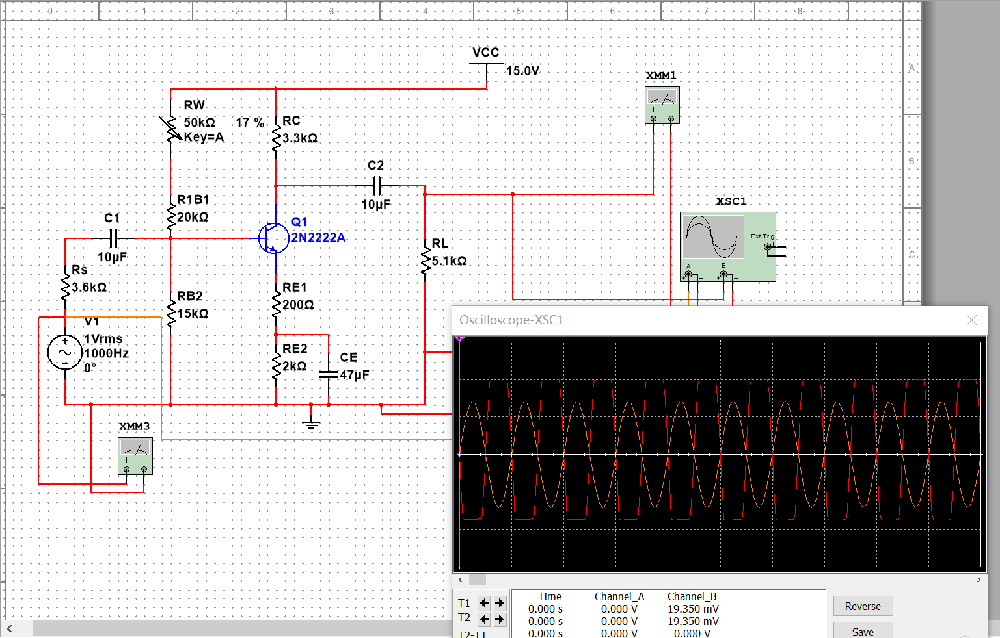 0 1 2 3 4 5 6 7 8
A
B
C
VCC
15.0V
XMM1
RW
50kΩ
Key=A
17 %
RC
3.3kΩ
C2
10µF
R1B1
20kΩ
C1
10µF
Q1
2N2222A
XSC1
Ext Trig
A
B
RL
5.1kΩ
Rs
3.6kΩ
RB2
15kΩ
RE1
200Ω
V1
1Vrms
1000Hz
0°
RE2
2kΩ
CE
47µF
XMM3
Oscilloscope-XSC1
Time Channel_A Channel_B
T1 0.000 s 0.000 V 19.350 mV
T2 0.000 s 0.000 V 19.350 mV
T2-T1 0.000 s 0.000 V 0.000 V
Reverse
Save